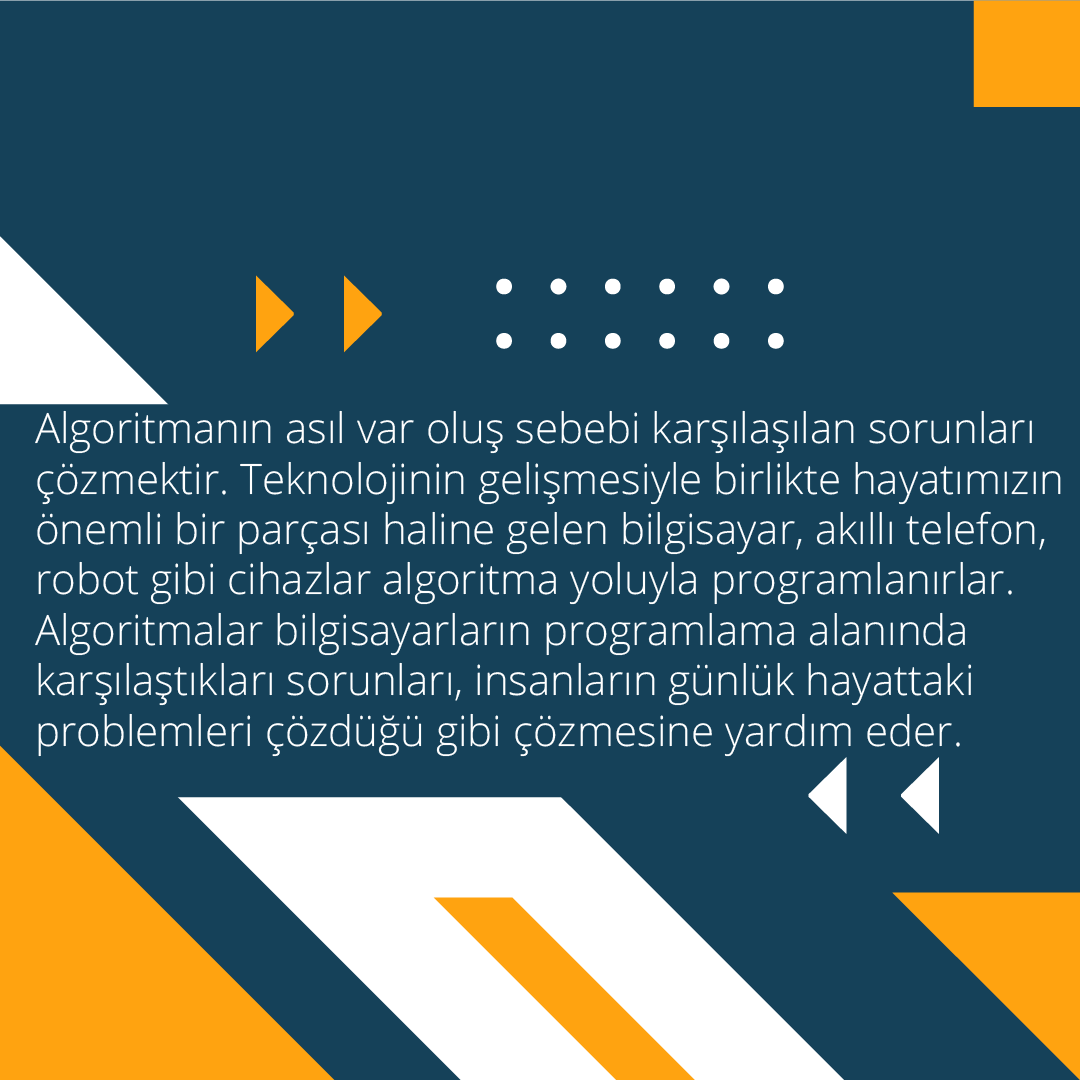 Algoritmanın asıl var oluş sebebi karşılaşılan sorunları
çözmektir. Teknolojinin gelişmesiyle birlikte hayatımızın
önemli bir parçası haline gelen bilgisayar, akıllı telefon,
robot gibi cihazlar algoritma yoluyla programlanırlar.
Algoritmalar bilgisayarların programlama alanında
karşılaştıkları sorunları, insanların günlük hayattaki
problemleri çözdüğü gibi çözmesine yardım eder.